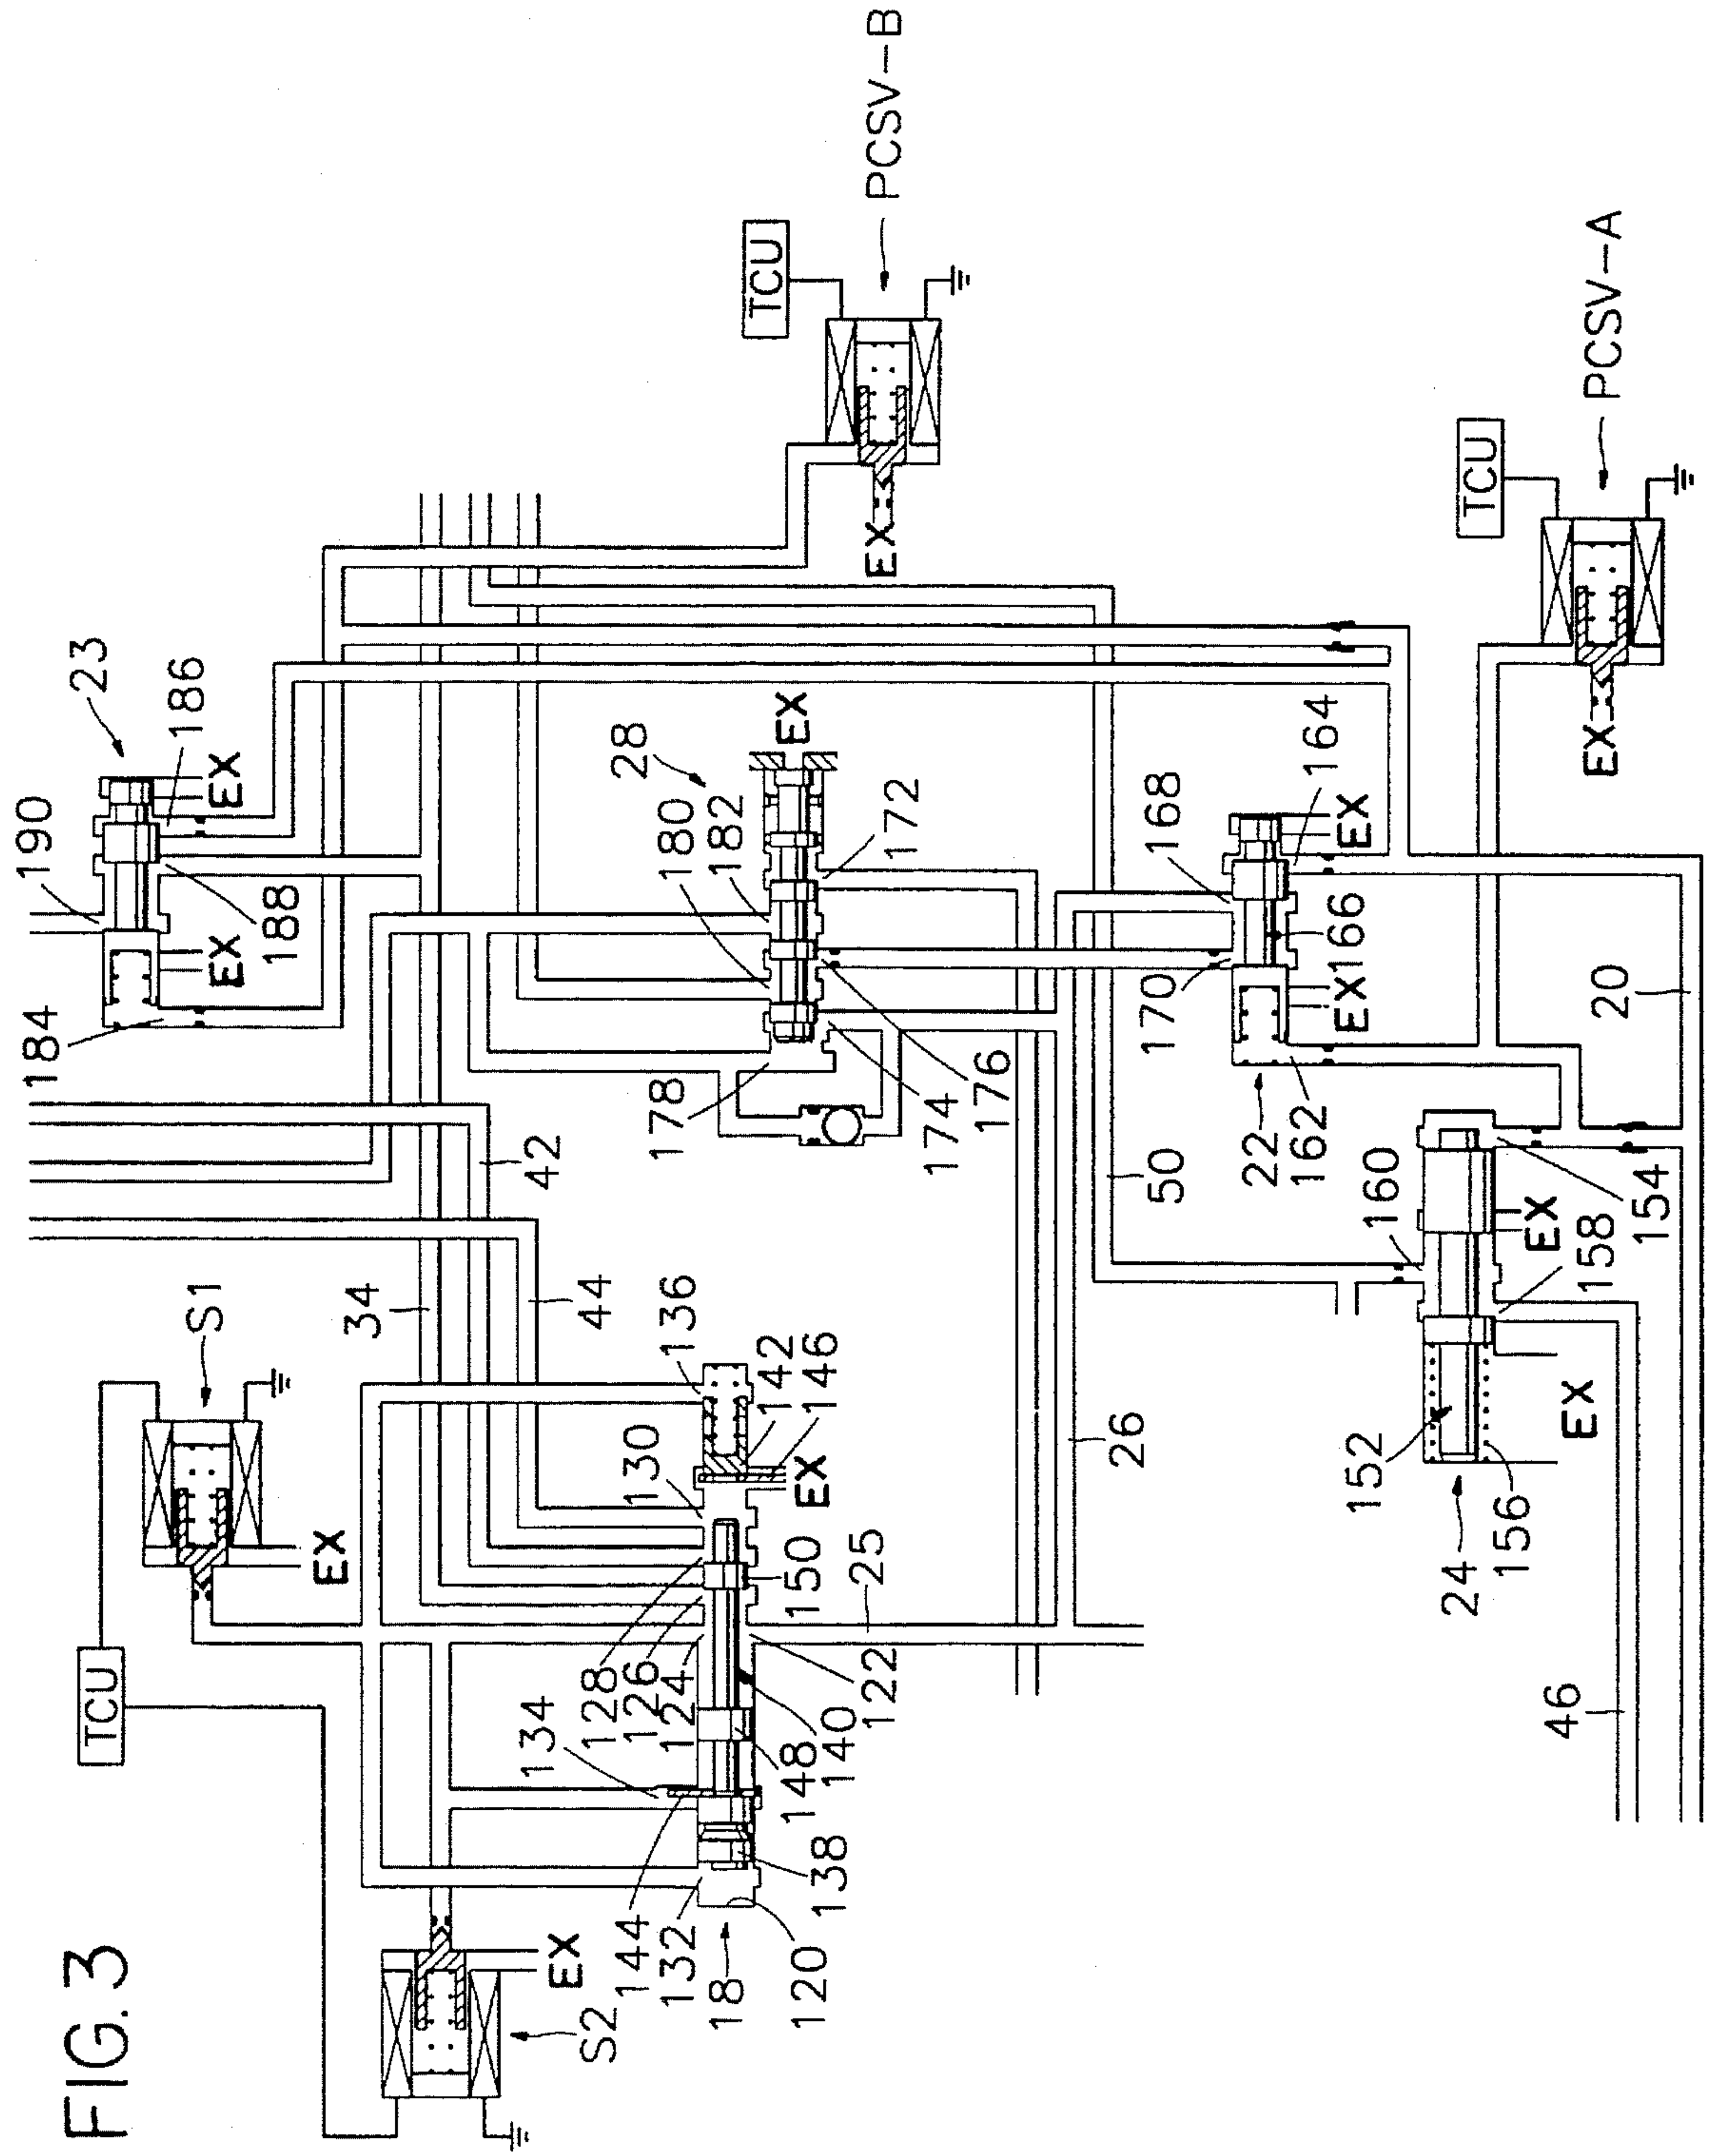 FIG. 3
TCU
S1
EX
S2
EX
34
42
44
184
190
23
186
EX
EX
188
TCU
PCSV-B
EX
28
EX
180
182
172
178
174
176
136
142
146
130
EX
150
25
128
126
124
122
134
140
148
138
144
132
18
120
26
50
168
164
EX
166
EX
170
22
162
TCU
PCSV-A
EX
20
160
154
EX
158
152
EX
24
156
46